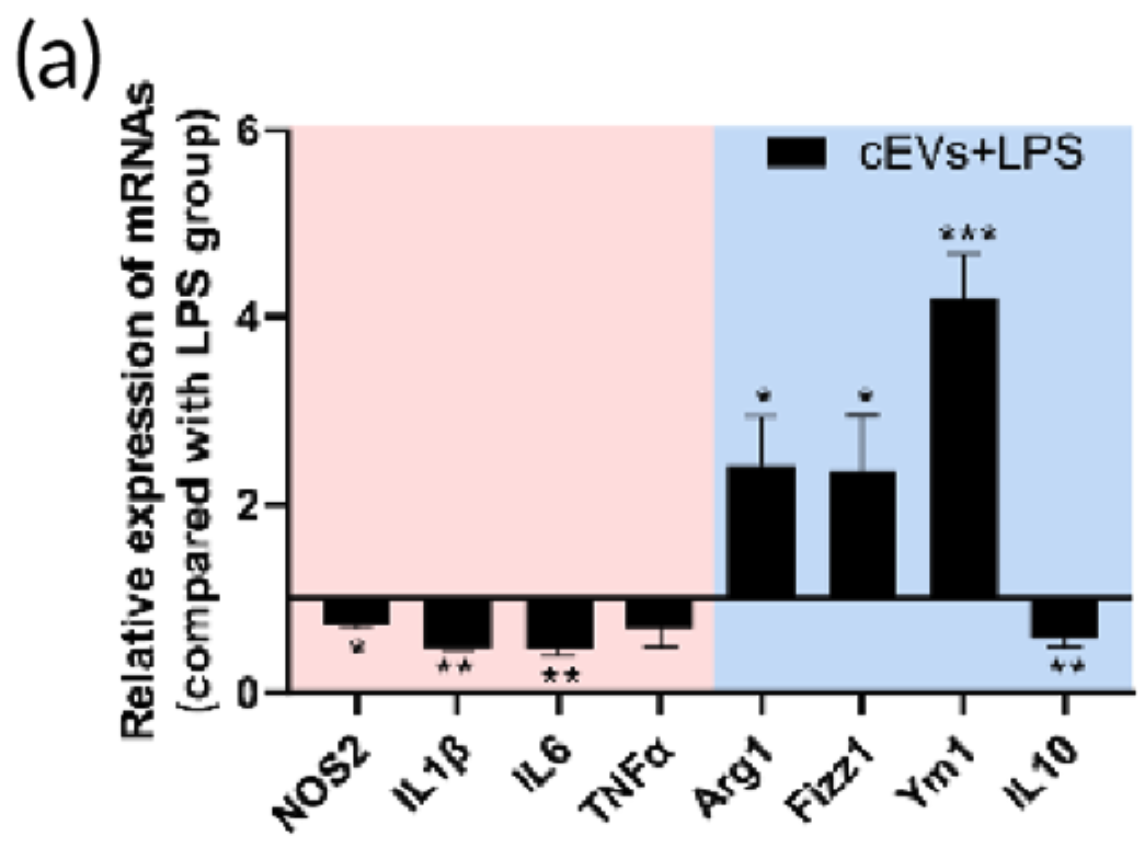 (a)
Relative expression of mRNAs
(compared with LPS group)
6
4
2
0
cEVs+LPS
***
*
*
*
**
**
**
NOS2
IL1β
IL6
TNFα
Arg1
Fizz1
Ym1
IL10